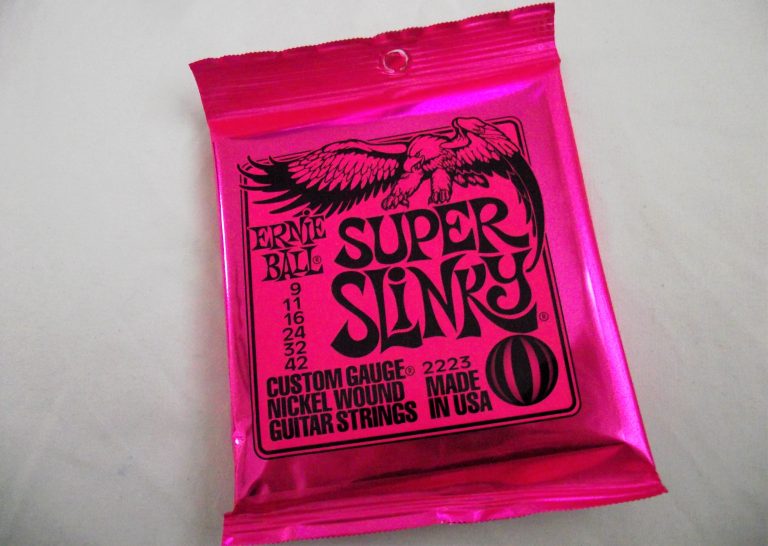 ERNIE
BALL®
SUPER
SLINKY®
9
11
16
24
32
42
CUSTOM GAUGE®
NICKEL WOUND
GUITAR STRINGS
2223
MADE
IN USA